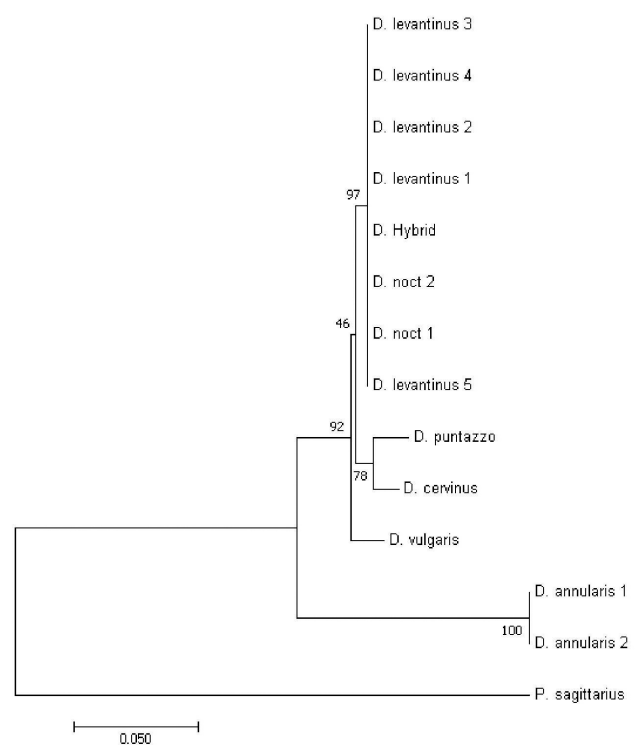 D. levantinus 3
D. levantinus 4
D. levantinus 2
D. levantinus 1
97
D. Hybrid
D. noct 2
46
D. noct 1
D. levantinus 5
92
D. puntazzo
78
D. cervinus
D. vulgaris
D. annularis 1
100
D. annularis 2
P. sagittarius
0.050